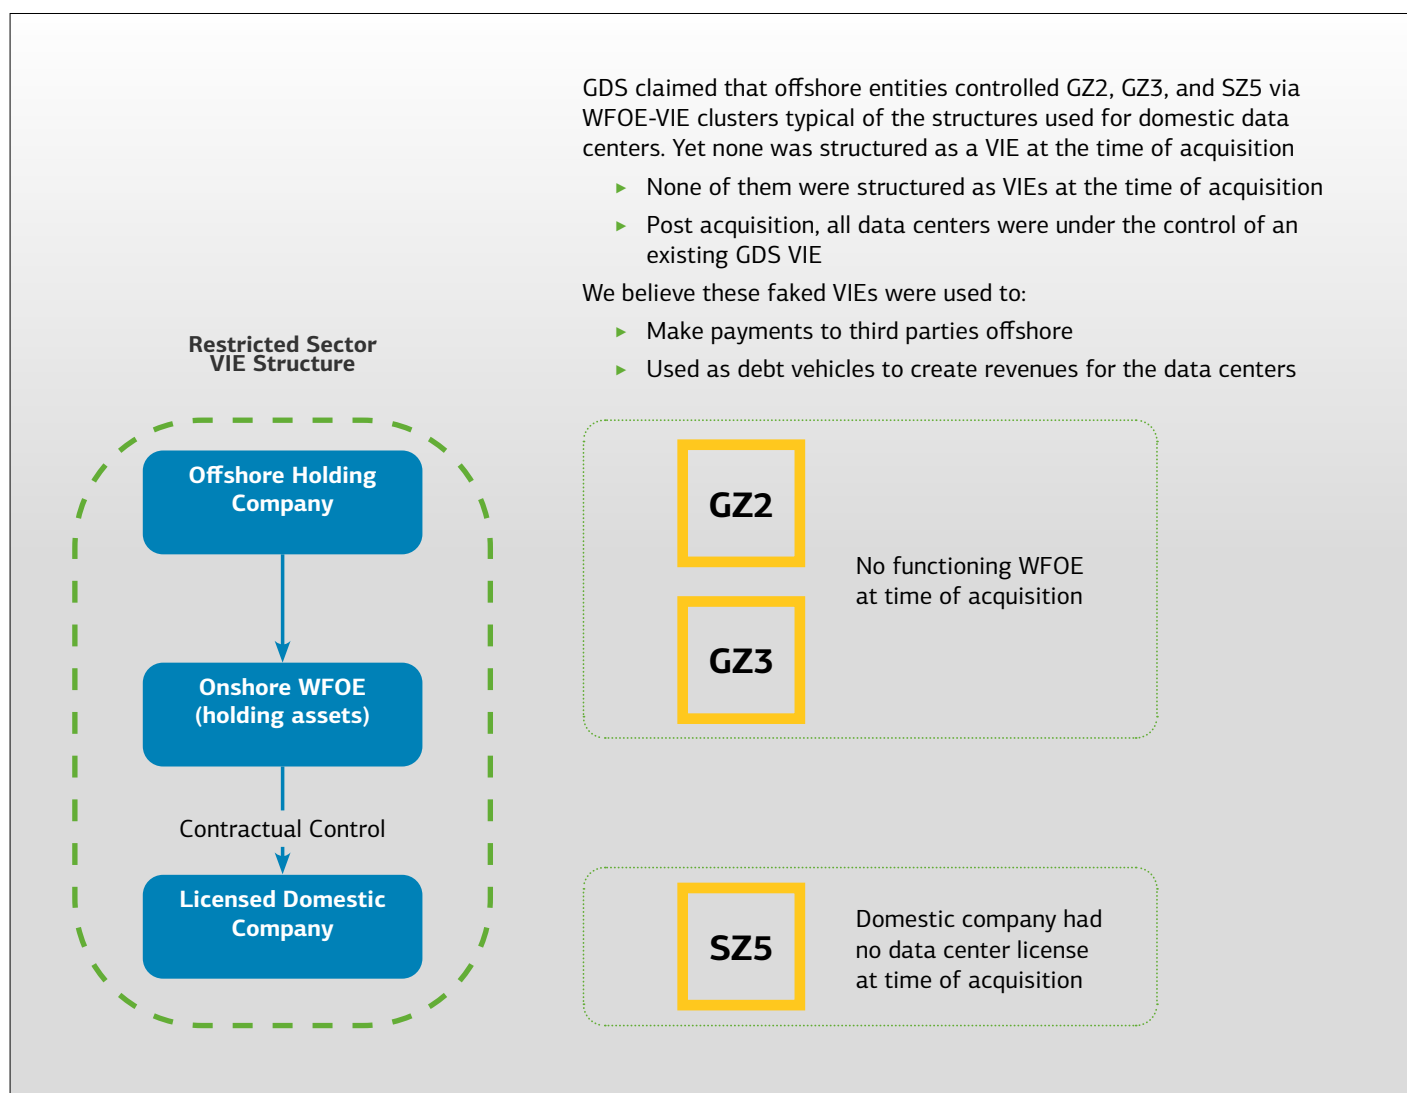 GDS claimed that offshore entities controlled GZ2, GZ3, and SZ5 via
WFOE-VIE clusters typical of the structures used for domestic data
centers. Yet none was structured as a VIE at the time of acquisition
▸ None of them were structured as VIEs at the time of acquisition
▸ Post acquisition, all data centers were under the control of an
existing GDS VIE
We believe these faked VIEs were used to:
▸ Make payments to third parties offshore
▸ Used as debt vehicles to create revenues for the data centers
Restricted Sector
VIE Structure
Offshore Holding
Company
Onshore WFOE
(holding assets)
Contractual Control
Licensed Domestic
Company
GZ2
GZ3
No functioning WFOE
at time of acquisition
SZ5
Domestic company had
no data center license
at time of acquisition